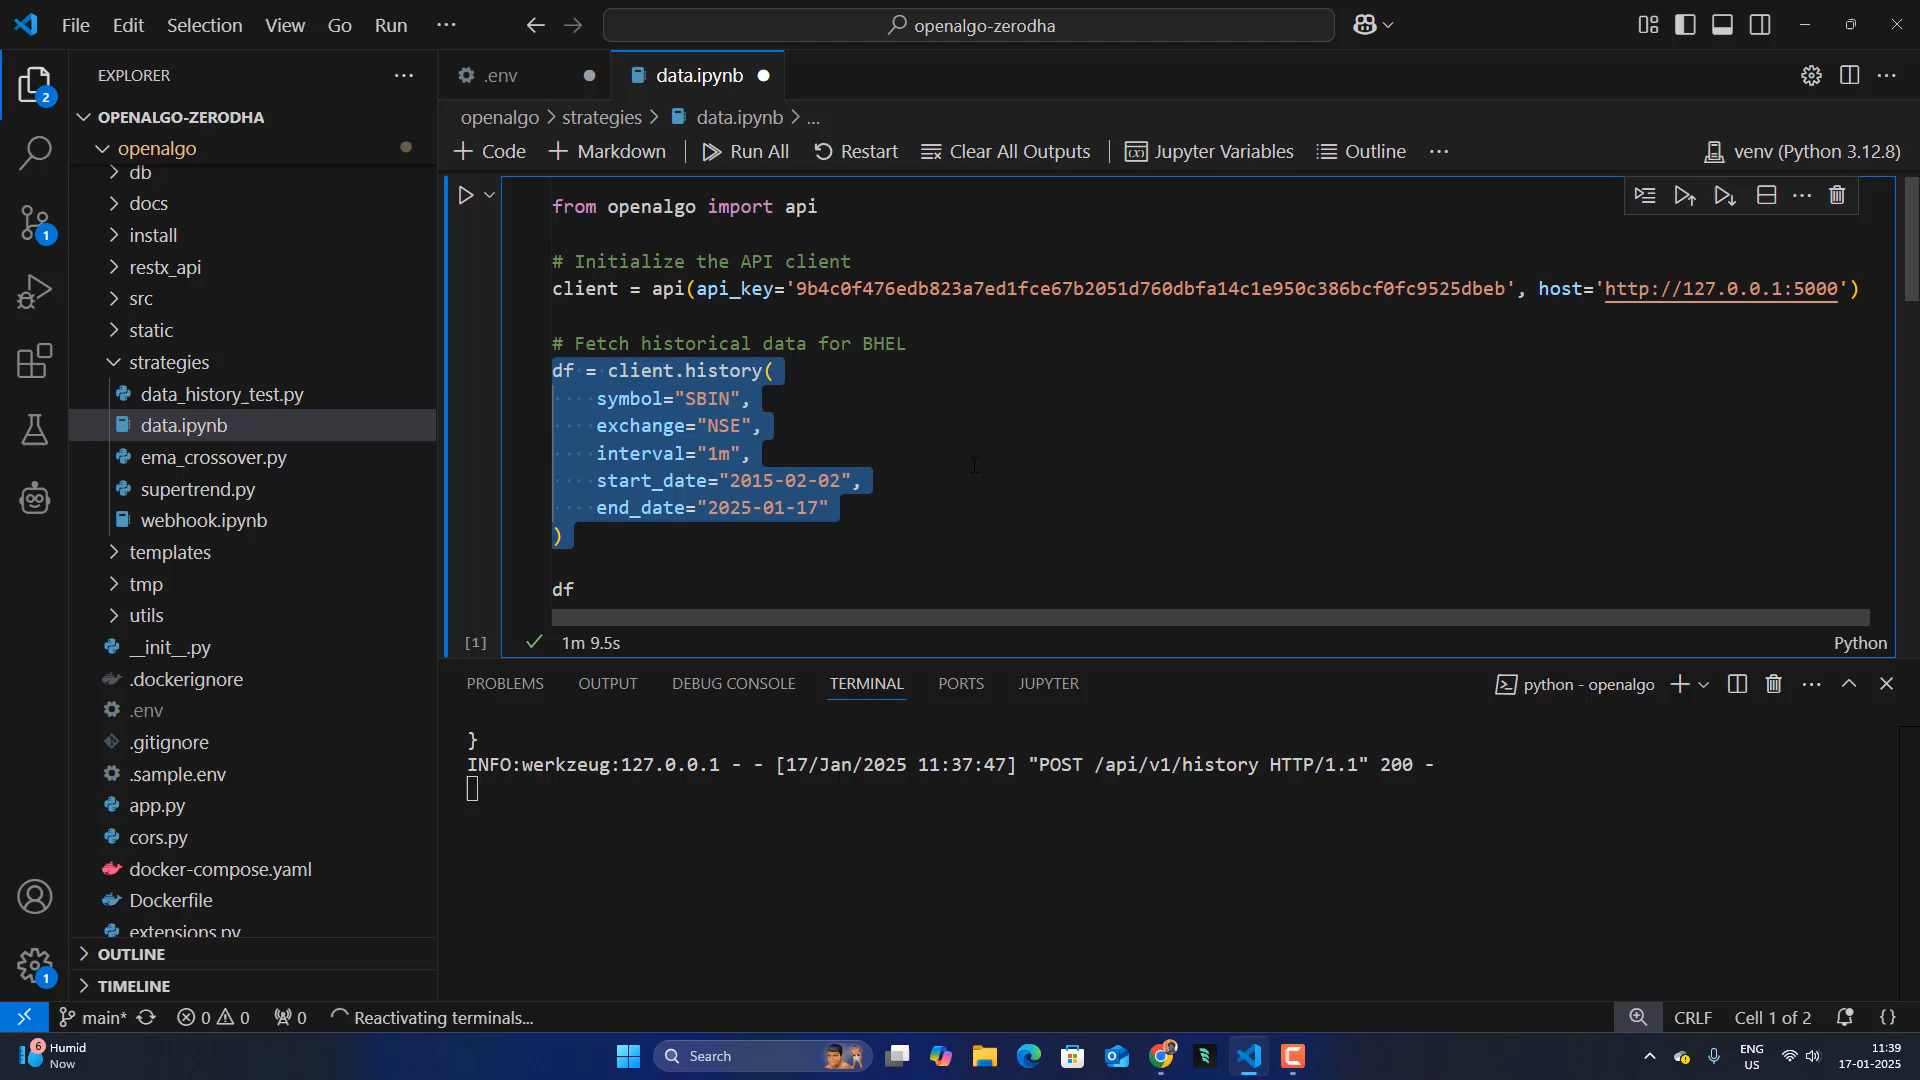 File Edit Selection View Go Run ···
openalgo-zerodha
EXPLORER
2
OPENALGO-ZERODHA
openalgo
db
docs
install
restx_api
src
static
strategies
data_history_test.py
data.ipynb
ema_crossover.py
supertrend.py
webhook.ipynb
templates
tmp
utils
__init__.py
.dockerignore
.env
.gitignore
.sample.env
app.py
cors.py
docker-compose.yaml
Dockerfile
extensions.py
OUTLINE
TIMELINE
1
1
.env
data.ipynb
openalgo > strategies > data.ipynb > ...
+ Code + Markdown Run All Restart Clear All Outputs Jupyter Variables Outline ··· venv (Python 3.12.8)
from openalgo import api
# Initialize the API client
client = api(api_key='9b4c0f476edb823a7ed1fce67b2051d760dbfa14c1e950c386bcf0fc9525dbeb', host='http://127.0.0.1:5000')
# Fetch historical data for BHEL
df = client.history(
symbol="SBIN",
exchange="NSE",
interval="1m",
start_date="2015-02-02",
end_date="2025-01-17"
)
df
[1] 1m 9.5s Python
PROBLEMS OUTPUT DEBUG CONSOLE TERMINAL PORTS JUPYTER
python - openalgo
}
INFO:werkzeug:127.0.0.1 - - [17/Jan/2025 11:37:47] "POST /api/v1/history HTTP/1.1" 200 -
main* 0 0 0 Reactivating terminals... CRLF Cell 1 of 2 {}
6 Humid
Now
Search
ENG
US
11:39
17-01-2025